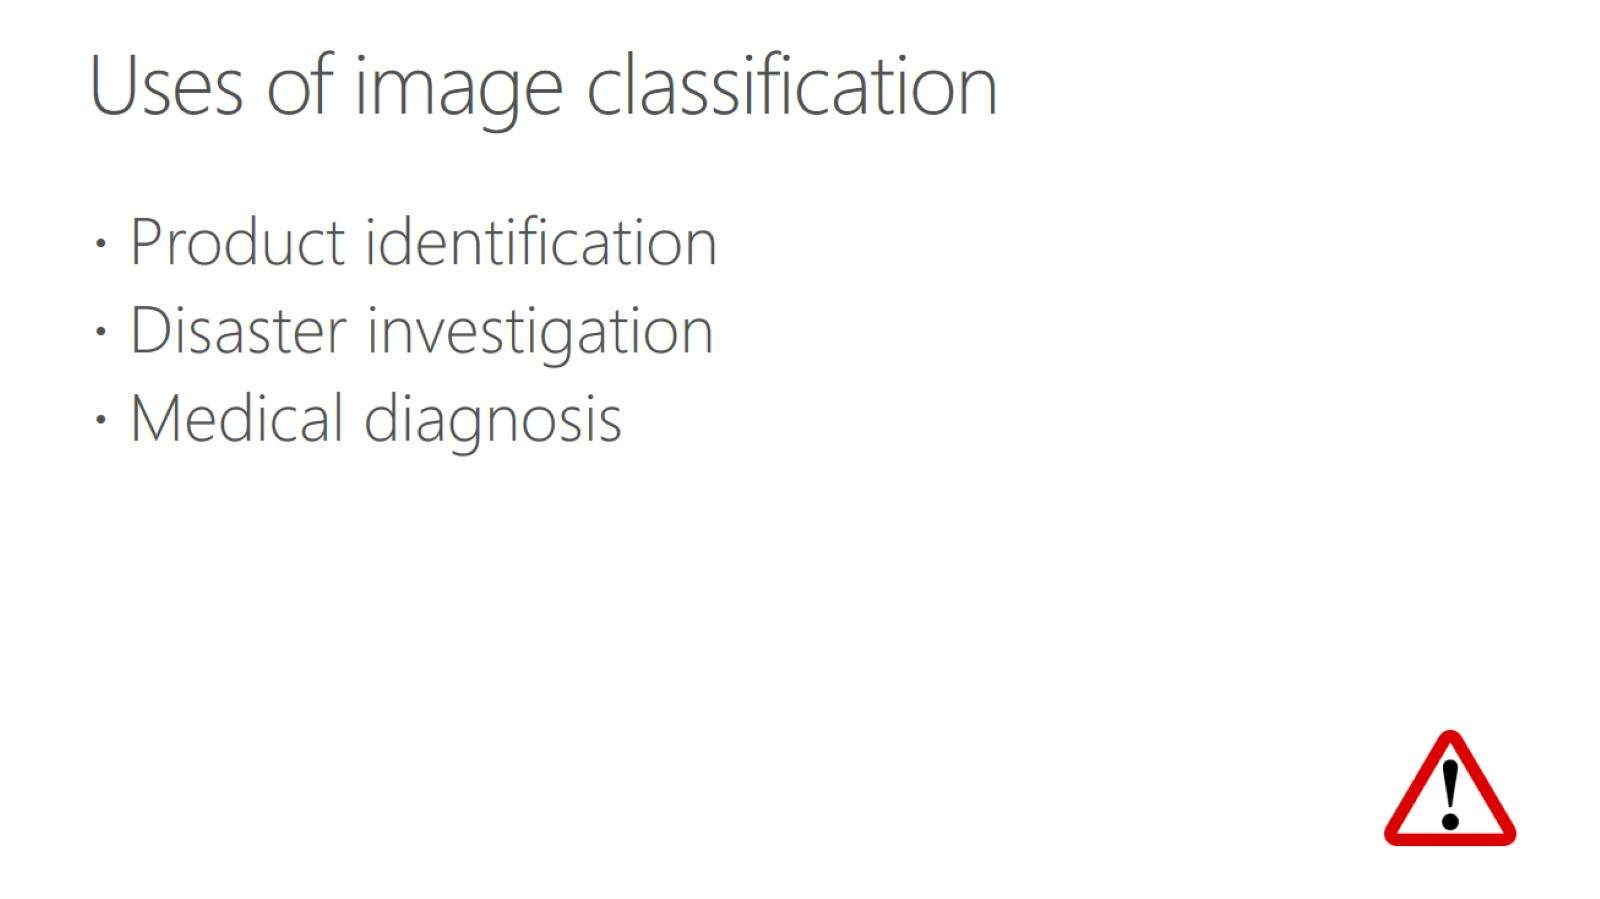 Uses of image classification
· Product identification
· Disaster investigation
· Medical diagnosis